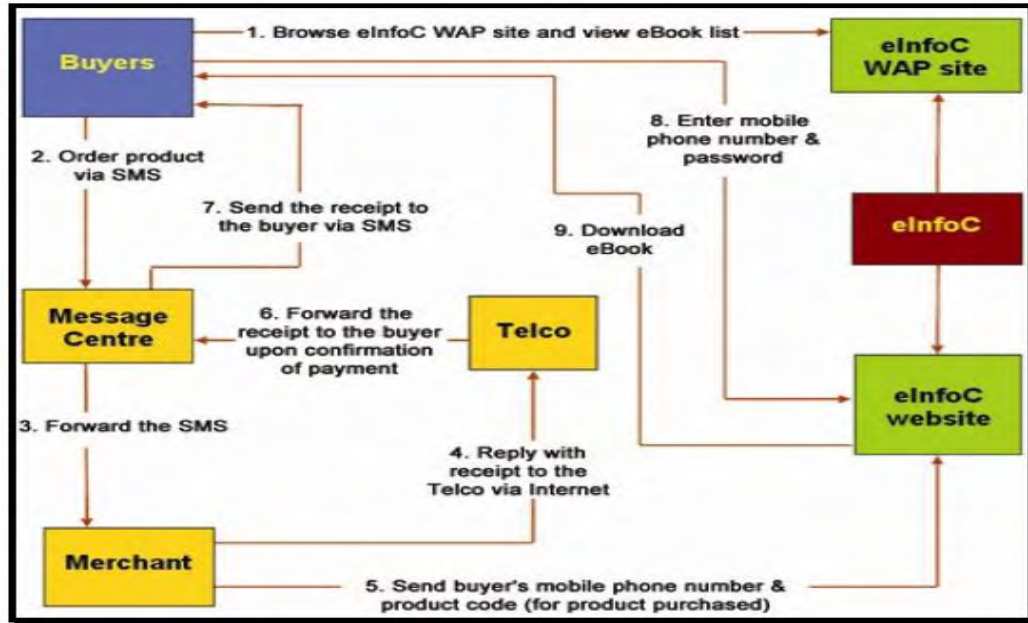 1. Browse eInfoC WAP site and view eBook list
Buyers
eInfoC
WAP site
8. Enter mobile
phone number &
password
2. Order product
via SMS
7. Send the receipt to
the buyer via SMS
9. Download
eBook
eInfoC
Message
Centre
6. Forward the
receipt to the buyer
upon confirmation
of payment
Telco
eInfoC
website
3. Forward the SMS
4. Reply with
receipt to the
Telco via Internet
Merchant
5. Send buyer's mobile phone number &
product code (for product purchased)